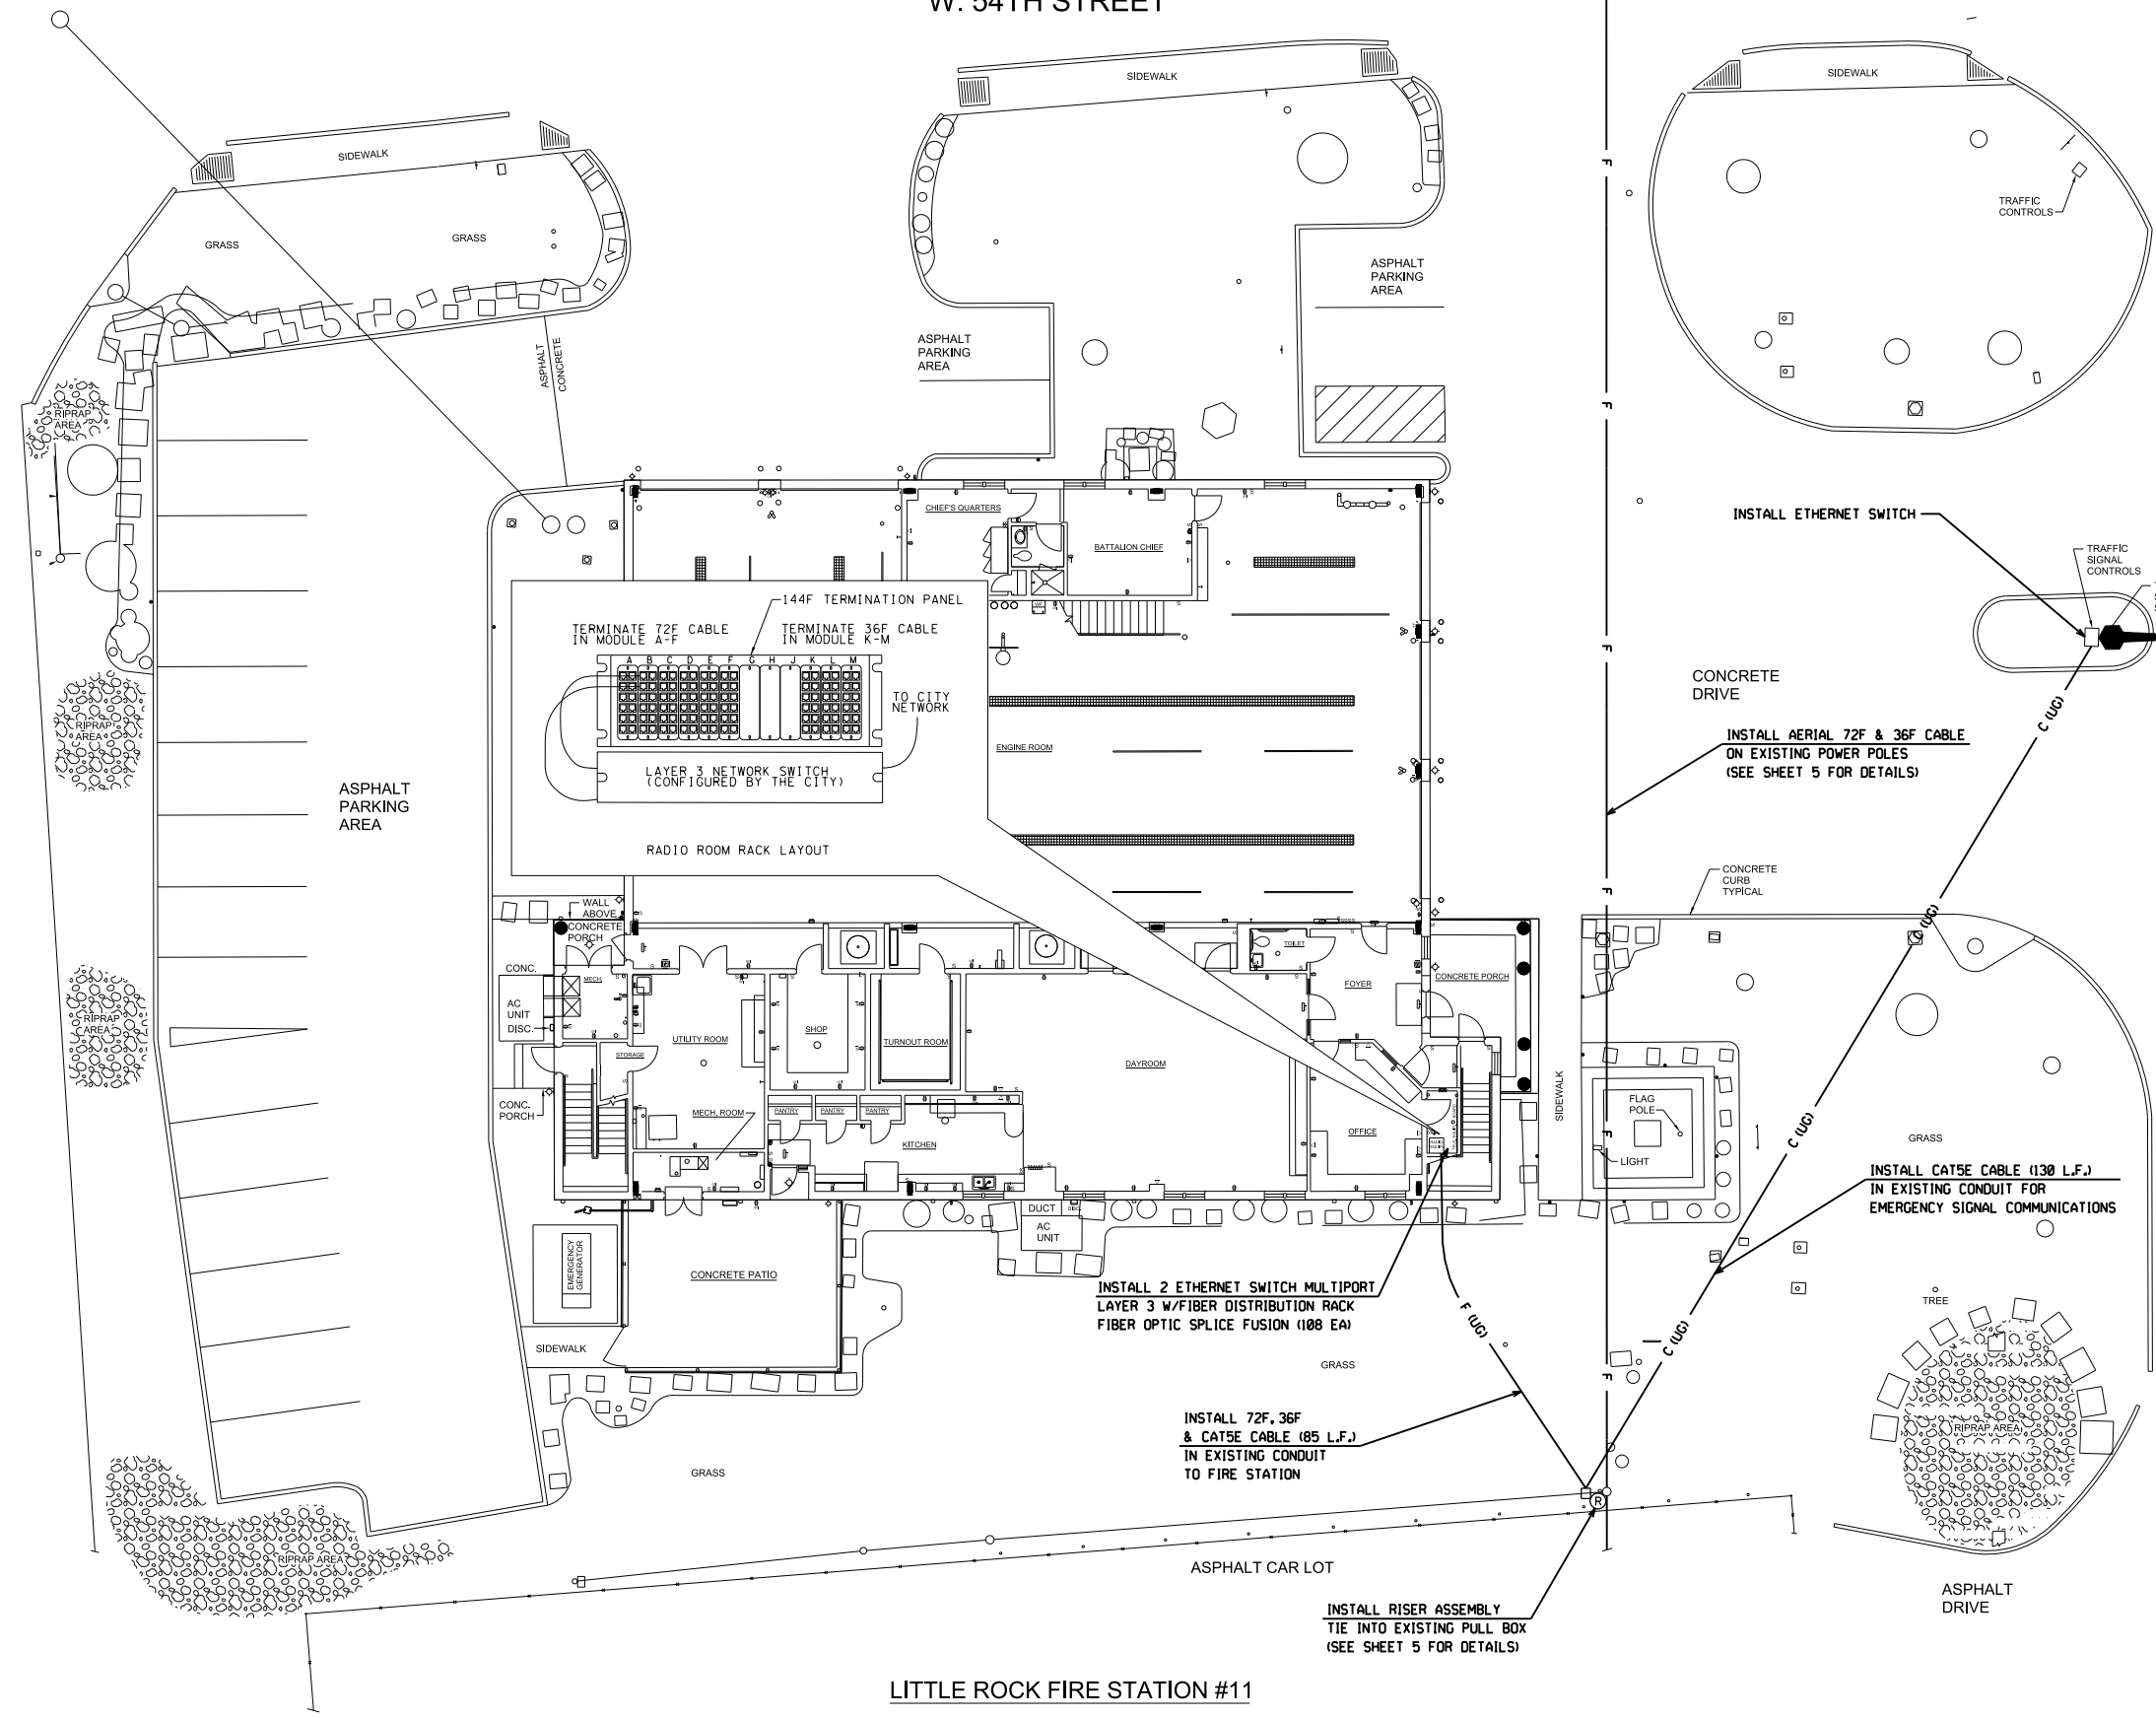 W. 54TH STREET
SIDEWALK
SIDEWALK
SIDEWALK
TRAFFIC
CONTROLS
GRASS
GRASS
ASPHALT
PARKING
AREA
ASPHALT
PARKING
AREA
ASPHALT
CONCRETE
RIPRAP
AREA
CHIEF'S QUARTERS
BATTALION CHIEF
INSTALL ETHERNET SWITCH
TRAFFIC
SIGNAL
CONTROLS
F
F
F
F
F
F
F
144F TERMINATION PANEL
TERMINATE 72F CABLE
IN MODULE A-F
TERMINATE 36F CABLE
IN MODULE K-M
A B C D E F G H J K L M
TO CITY
NETWORK
LAYER 3 NETWORK SWITCH
(CONFIGURED BY THE CITY)
RADIO ROOM RACK LAYOUT
ENGINE ROOM
RIPRAP
AREA
ASPHALT
PARKING
AREA
CONCRETE
DRIVE
C (UG)
INSTALL AERIAL 72F & 36F CABLE
ON EXISTING POWER POLES
(SEE SHEET 5 FOR DETAILS)
CONCRETE
CURB
TYPICAL
C (UG)
WALL
ABOVE
CONCRETE
PORCH
CONC.
MECH.
AC
UNIT
DISC.
RIPRAP
AREA
TOILET
FOYER
CONCRETE PORCH
UTILITY ROOM
SHOP
TURNOUT ROOM
DAYROOM
STORAGE
CONC.
PORCH
MECH. ROOM
PANTRY
PANTRY
PANTRY
KITCHEN
OFFICE
SIDEWALK
FLAG
POLE
LIGHT
C (UG)
GRASS
INSTALL CAT5E CABLE (130 L.F.)
IN EXISTING CONDUIT FOR
EMERGENCY SIGNAL COMMUNICATIONS
DUCT
DISC.
AC
UNIT
EMERGENCY
GENERATOR
CONCRETE PATIO
INSTALL 2 ETHERNET SWITCH MULTIPORT
LAYER 3 W/FIBER DISTRIBUTION RACK
FIBER OPTIC SPLICE FUSION (108 EA)
F (UG)
C (UG)
TREE
SIDEWALK
GRASS
INSTALL 72F, 36F
& CAT5E CABLE (85 L.F.)
IN EXISTING CONDUIT
TO FIRE STATION
RIPRAP AREA
GRASS
R
RIPRAP AREA
ASPHALT CAR LOT
ASPHALT
DRIVE
INSTALL RISER ASSEMBLY
TIE INTO EXISTING PULL BOX
(SEE SHEET 5 FOR DETAILS)
LITTLE ROCK FIRE STATION #11